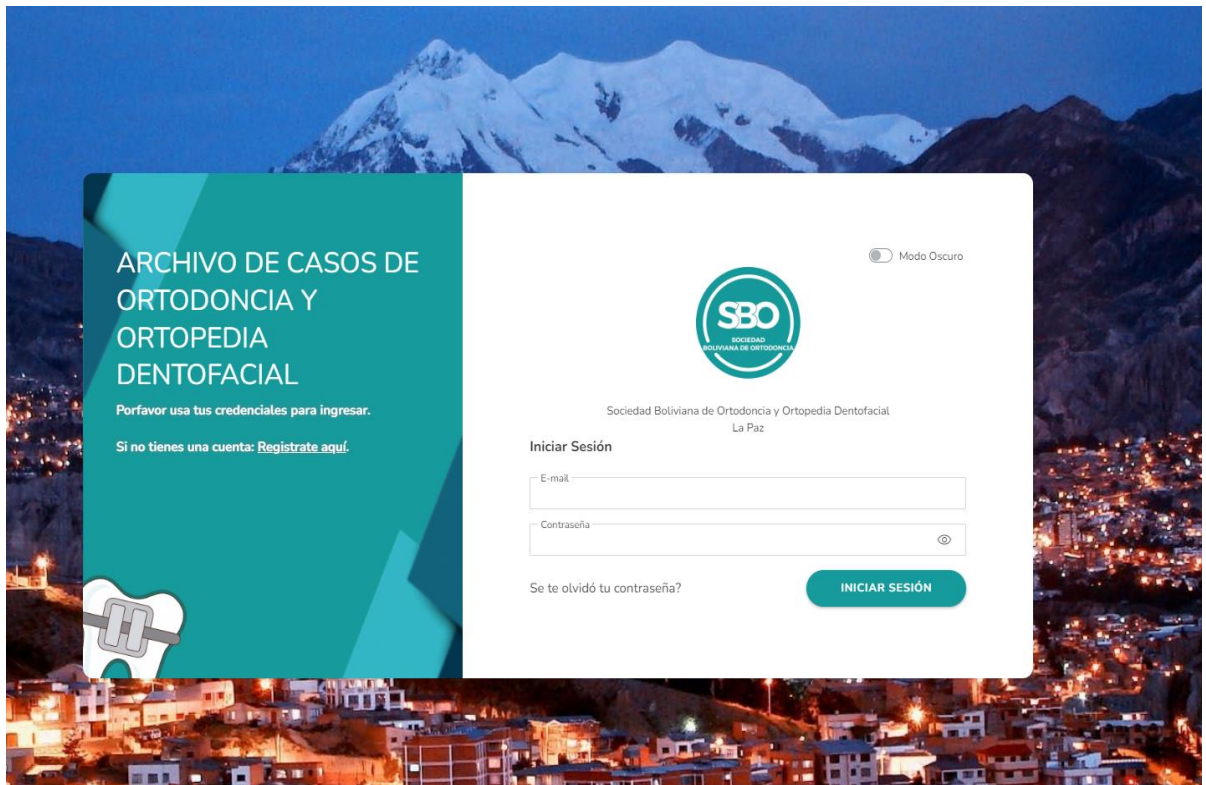 ARCHIVO DE CASOS DE
ORTODONCIA Y
ORTOPEDIA
DENTOFACIAL
Porfavor usa tus credenciales para ingresar.
Si no tienes una cuenta: Registrate aquí.
Modo Oscuro
SBO
SOCIEDAD
BOLIVIANA DE ORTODONCIA
Sociedad Boliviana de Ortodoncia y Ortopedia Dentofacial
La Paz
Iniciar Sesión
E-mail
Contraseña
Se te olvidó tu contraseña?
INICIAR SESIÓN